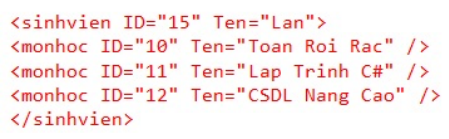 <sinhvien ID="15" Ten="Lan">
<monhoc ID="10" Ten="Toan Roi Rac" />
<monhoc ID="11" Ten="Lap Trinh C#" />
<monhoc ID="12" Ten="CSDL Nang Cao" />
</sinhvien>